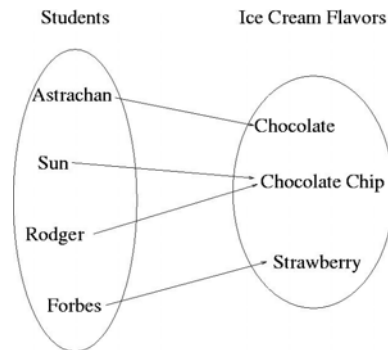 Students
Ice Cream Flavors
Astrachan
Chocolate
Sun
Chocolate Chip
Rodger
Strawberry
Forbes